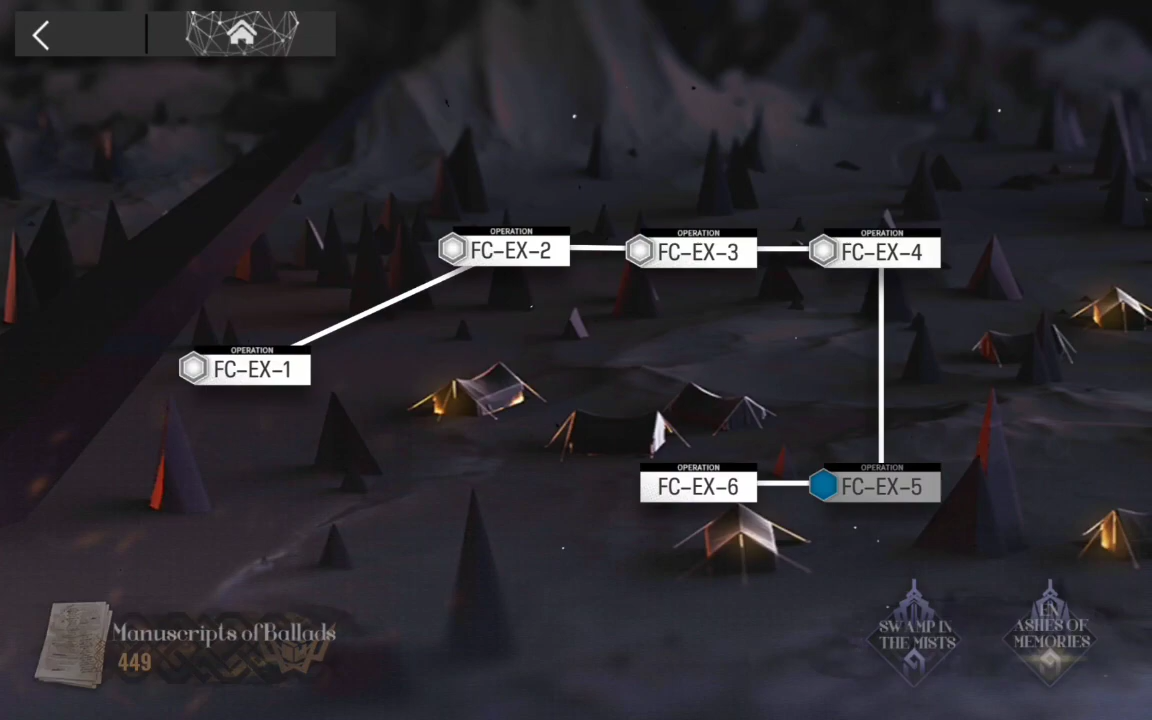 OPERATION
FC-EX-2
OPERATION
FC-EX-3
OPERATION
FC-EX-4
OPERATION
FC-EX-1
OPERATION
FC-EX-6
OPERATION
FC-EX-5
Manuscripts of Ballads
449
SWAMP IN
THE MISTS
EN
ASHES OF
MEMORIES